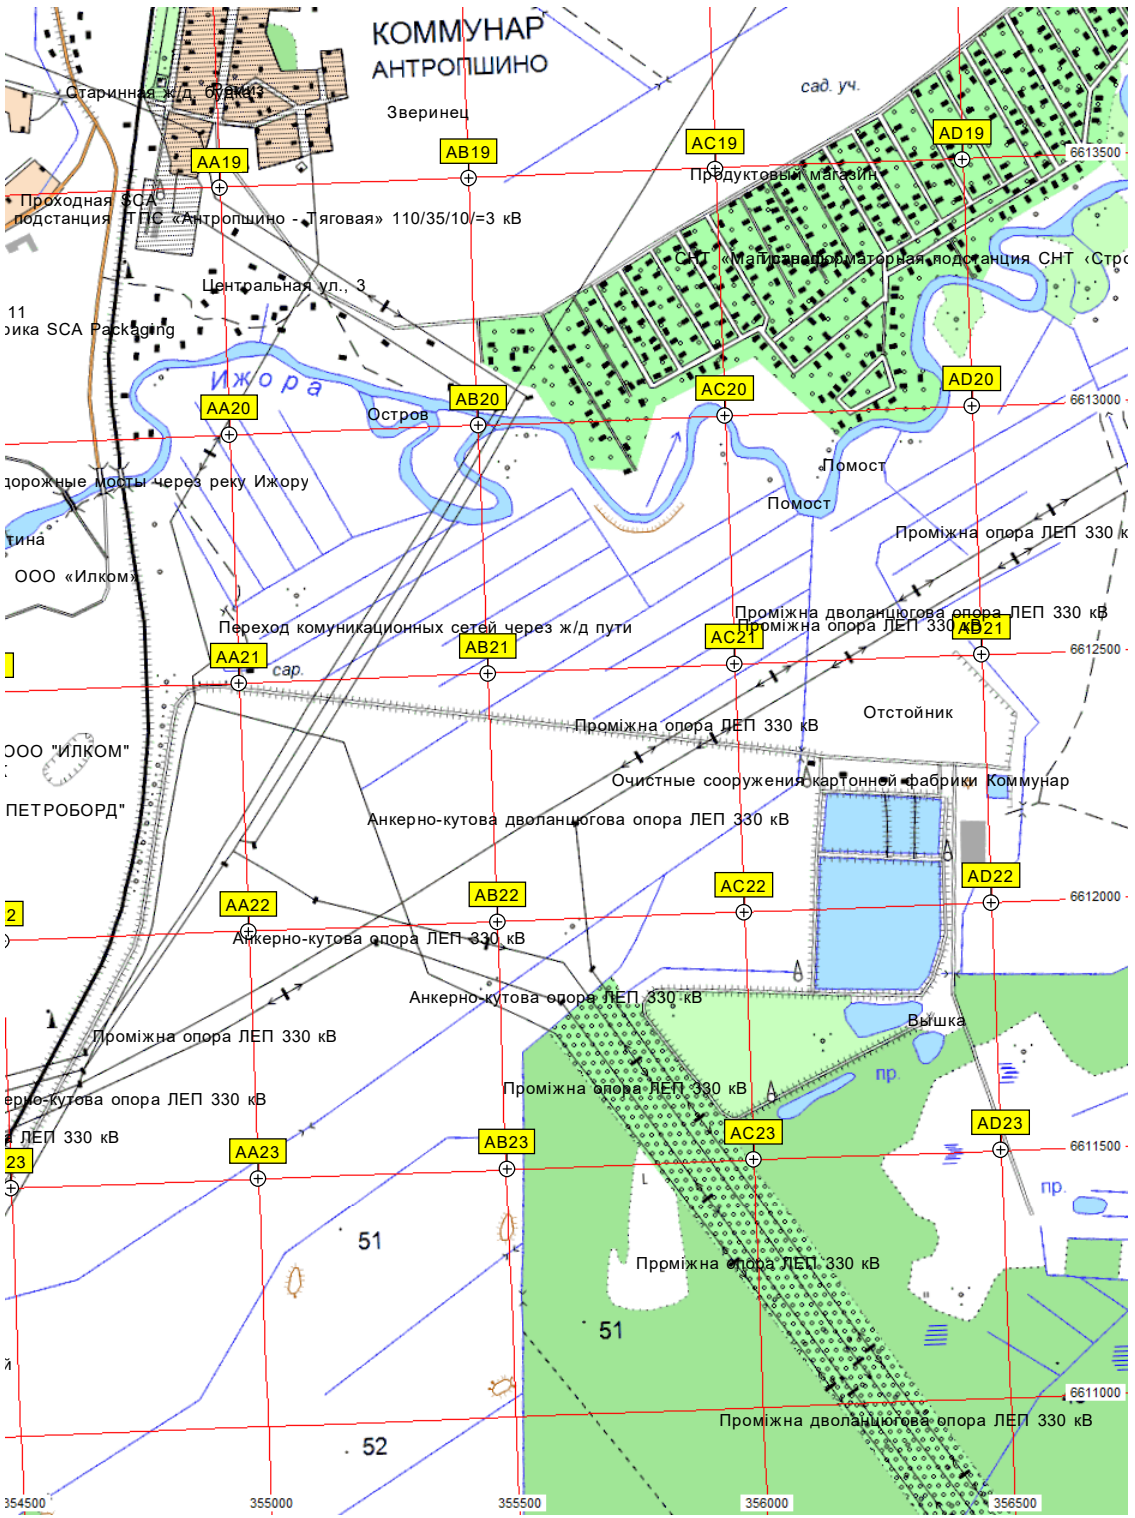 КОММУНАР
АНТРОПШИНО
сад. уч.
Старинная ж/д. будка
Зверинец
AA19
AB19
AC19
AD19
6613500
Продуктовый магазин
Проходная SCA
подстанция ТПС «Антропшино - Тяговая» 110/35/10/=3 кВ
СНТ «Магистраль»
Трансформаторная подстанция СНТ «Стро
Центральная ул., 3
11
рика SCA Packaging
Ижора
AA20
AB20
AC20
AD20
6613000
Остров
Помост
дорожные мосты через реку Ижору
Помост
Проміжна опора ЛЕП 330 к
тина
ООО «Илком»
Проміжна дволанцюгова опора ЛЕП 330 кВ
Проміжна опора ЛЕП 330 кВ
Переход комуникационных сетей через ж/д пути
AA21
AB21
AC21
AD21
6612500
сар.
Отстойник
Проміжна опора ЛЕП 330 кВ
ООО "ИЛКОМ"
Очистные сооружения картонной фабрики Коммунар
ПЕТРОБОРД"
Анкерно-кутова дволанцюгова опора ЛЕП 330 кВ
2
AA22
AB22
AC22
AD22
6612000
Анкерно-кутова опора ЛЕП 330 кВ
Анкерно-кутова опора ЛЕП 330 кВ
Вышка
Проміжна опора ЛЕП 330 кВ
пр.
Проміжна опора ЛЕП 330 кВ
ерно-кутова опора ЛЕП 330 кВ
а ЛЕП 330 кВ
23
AA23
AB23
AC23
AD23
6611500
пр.
51
Проміжна опора ЛЕП 330 кВ
51
й
6611000
Проміжна дволанцюгова опора ЛЕП 330 кВ
52
354500
355000
355500
356000
356500